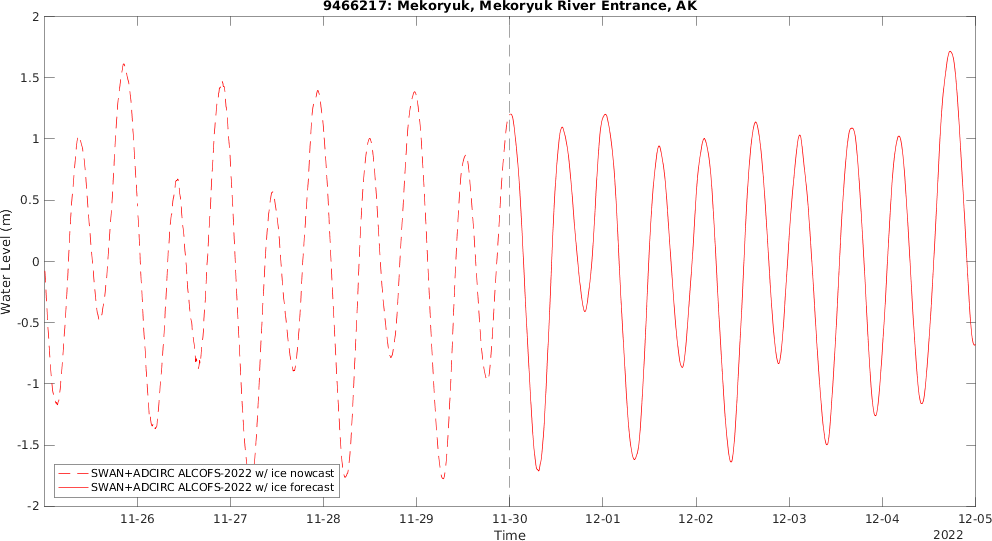 9466217: Mekoryuk, Mekoryuk River Entrance, AK
2
1.5
1
0.5
0
-0.5
-1
-1.5
-2
Water Level (m)
SWAN+ADCIRC ALCOFS-2022 w/ ice nowcast
SWAN+ADCIRC ALCOFS-2022 w/ ice forecast
11-26 11-27 11-28 11-29 11-30 12-01 12-02 12-03 12-04 12-05
Time
2022